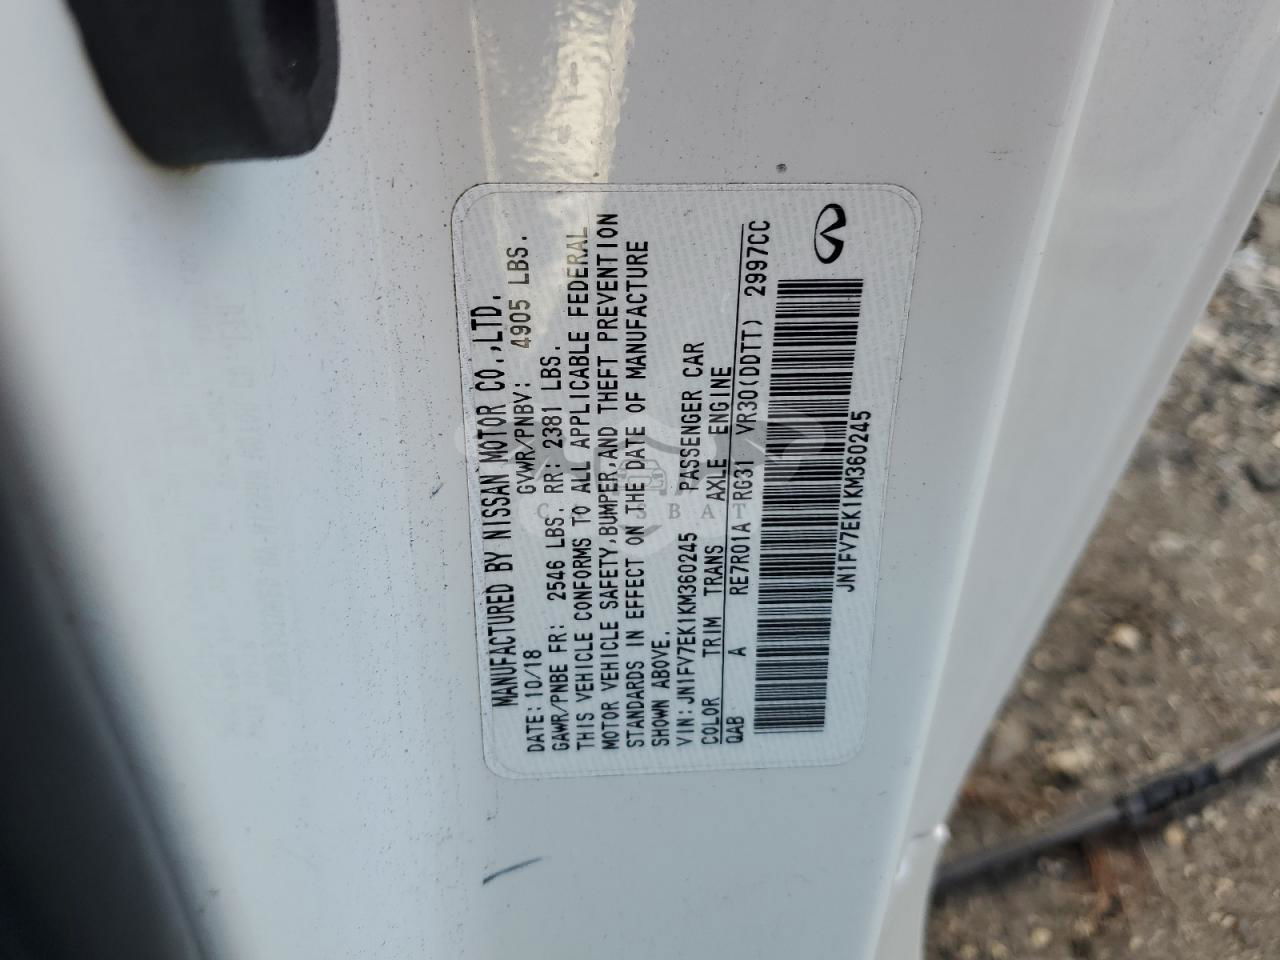 MANUFACTURED BY NISSAN MOTOR CO.,LTD.
DATE:10/18 GVWR/PNBV: 4905 LBS.
GAWR/PNBE FR: 2546 LBS. RR: 2381 LBS.
THIS VEHICLE CONFORMS TO ALL APPLICABLE FEDERAL
MOTOR VEHICLE SAFETY,BUMPER,AND THEFT PREVENTION
STANDARDS IN EFFECT ON THE DATE OF MANUFACTURE
SHOWN ABOVE.
VIN:JN1FV7EK1KM360245 PASSENGER CAR
COLOR TRIM TRANS AXLE ENGINE
QAB A RE7R01A RG31 VR30(DDTT) 2997CC
JN1FV7EK1KM360245